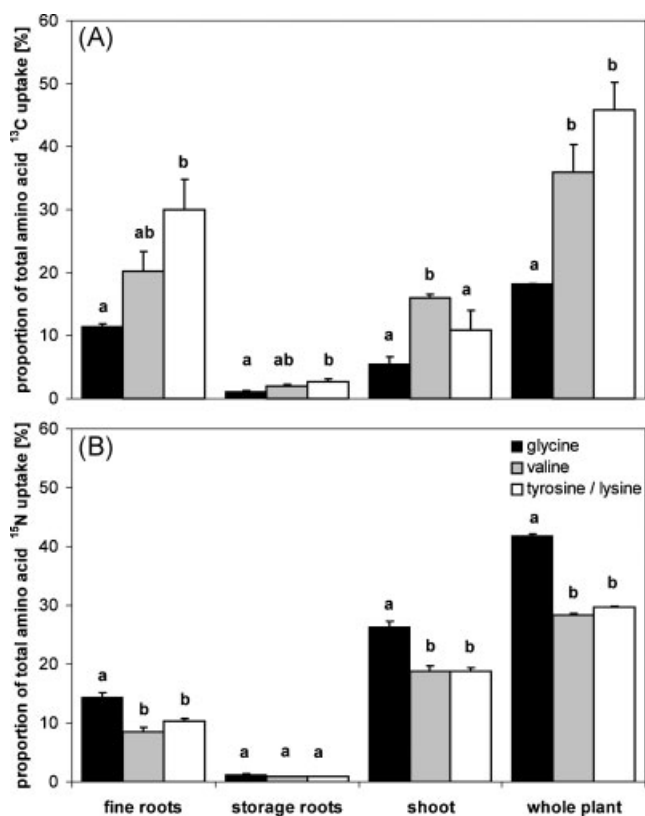 (A)
proportion of total amino acid ¹³C uptake [%]
60
50
40
30
20
10
0
a ab b
a ab b
a b a
a b b
(B)
proportion of total amino acid ¹⁵N uptake [%]
60
50
40
30
20
10
0
glycine
valine
tyrosine / lysine
a b b
a a a
a b b
a b b
fine roots storage roots shoot whole plant